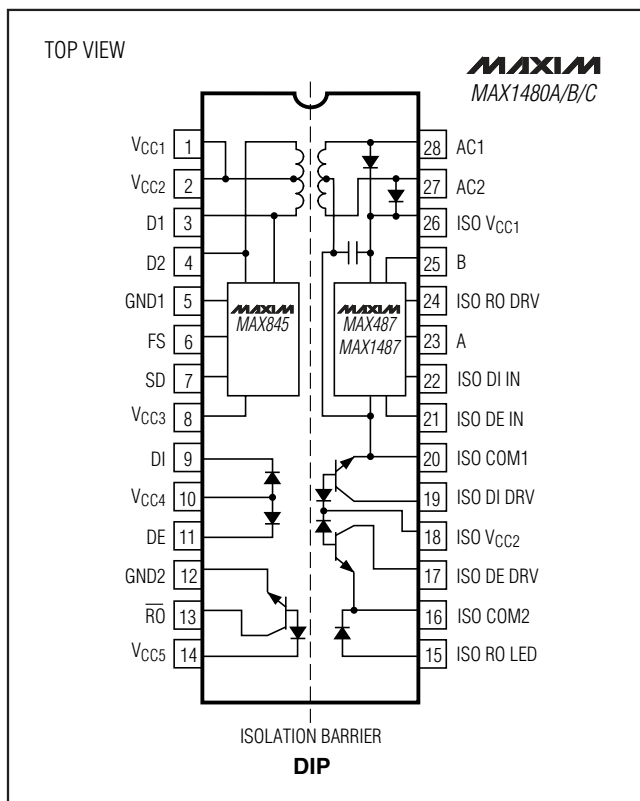 TOP VIEW
MAXIM
MAX1480A/B/C
VCC1 1
VCC2 2
D1 3
D2 4
GND1 5
FS 6
SD 7
VCC3 8
DI 9
VCC4 10
DE 11
GND2 12
RO 13
VCC5 14
MAXIM
MAX845
MAXIM
MAX487
MAX1487
28 AC1
27 AC2
26 ISO VCC1
25 B
24 ISO RO DRV
23 A
22 ISO DI IN
21 ISO DE IN
20 ISO COM1
19 ISO DI DRV
18 ISO VCC2
17 ISO DE DRV
16 ISO COM2
15 ISO RO LED
ISOLATION BARRIER
DIP